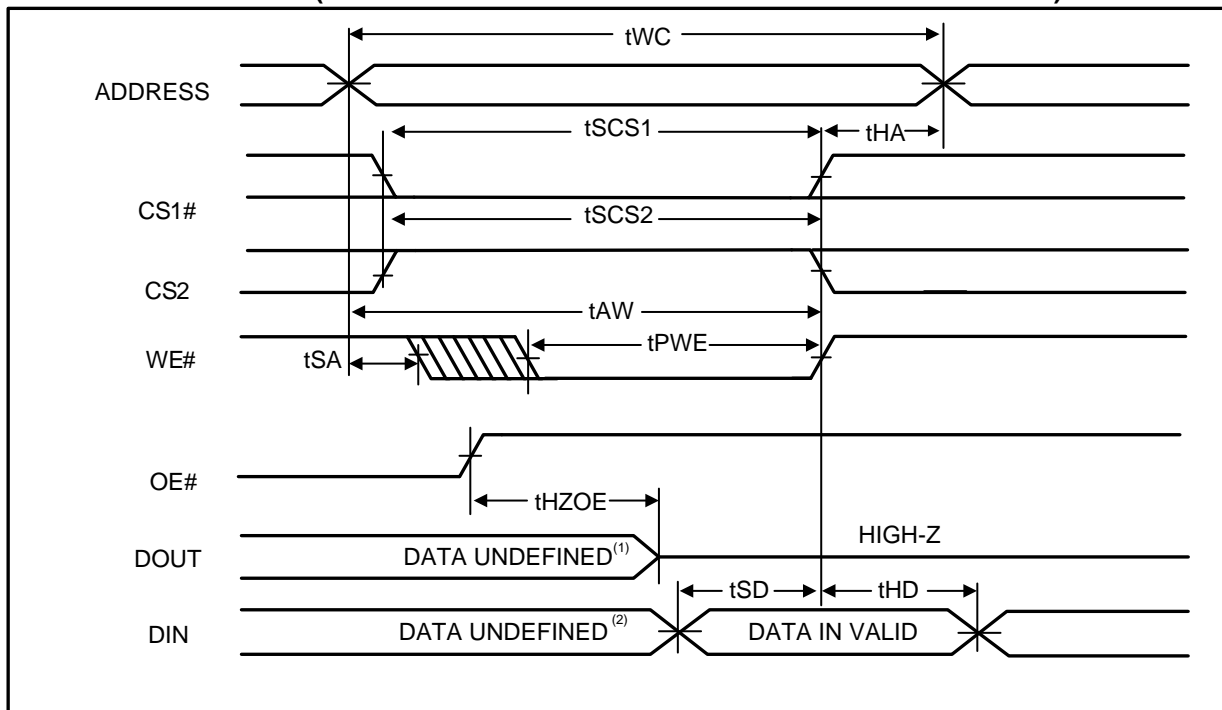 tWC
ADDRESS
tSCS1
tHA
CS1#
tSCS2
CS2
tAW
WE#
tSA
tPWE
OE#
tHZOE
DOUT
DATA UNDEFINED(1)
HIGH-Z
tSD
tHD
DIN
DATA UNDEFINED (2)
DATA IN VALID